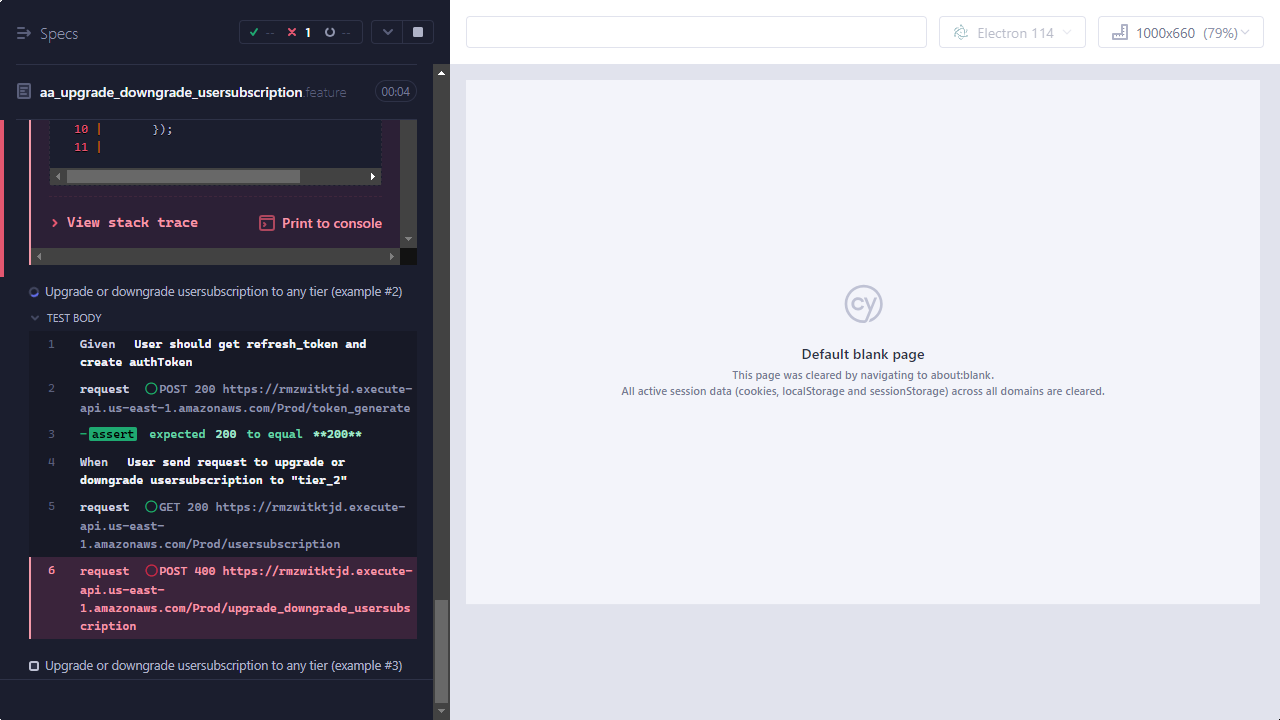 Specs
-- 1 --
Electron 114
1000x660 (79%)
aa_upgrade_downgrade_usersubscription.feature
00:04
10 | });
11 |
View stack trace
Print to console
Upgrade or downgrade usersubscription to any tier (example #2)
TEST BODY
1 Given User should get refresh_token and
create authToken
2 request POST 200 https://rmzwitktjd.execute-
api.us-east-1.amazonaws.com/Prod/token_generate
3 -assert expected 200 to equal **200**
4 When User send request to upgrade or
downgrade usersubscription to "tier_2"
5 request GET 200 https://rmzwitktjd.execute-
api.us-east-
1.amazonaws.com/Prod/usersubscription
6 request POST 400 https://rmzwitktjd.execute-
api.us-east-
1.amazonaws.com/Prod/upgrade_downgrade_usersubs
cription
Upgrade or downgrade usersubscription to any tier (example #3)
cy
Default blank page
This page was cleared by navigating to about:blank.
All active session data (cookies, localStorage and sessionStorage) across all domains are cleared.